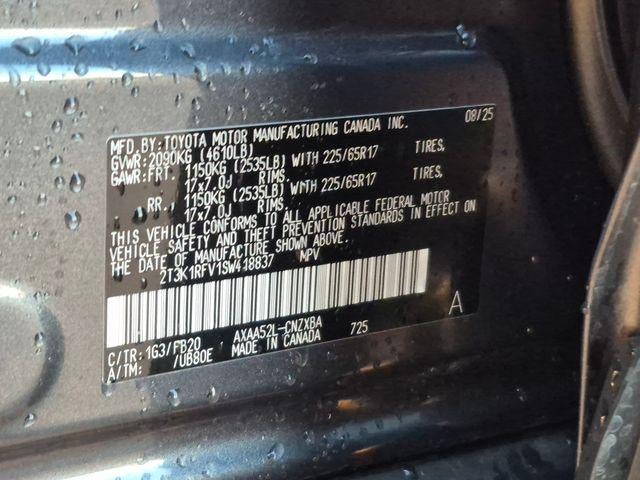 MFD.BY:TOYOTA MOTOR MANUFACTURING CANADA INC. 08/25
GVWR:2090KG (4610LB)
GAWR:FRT. 1150KG (2535LB) WITH 225/65R17 TIRES,
17x7.0J RIMS,
RR. 1150KG (2535LB) WITH 225/65R17 TIRES,
17x7.0J RIMS,
THIS VEHICLE CONFORMS TO ALL APPLICABLE FEDERAL MOTOR
VEHICLE SAFETY AND THEFT PREVENTION STANDARDS IN EFFECT ON
THE DATE OF MANUFACTURE SHOWN ABOVE.
2T3K1RFV1SW418837 MPV
A
C/TR:1G3/FB20 AXAA52L-CNZXBA 725
A/TM: /UB80E MADE IN CANADA